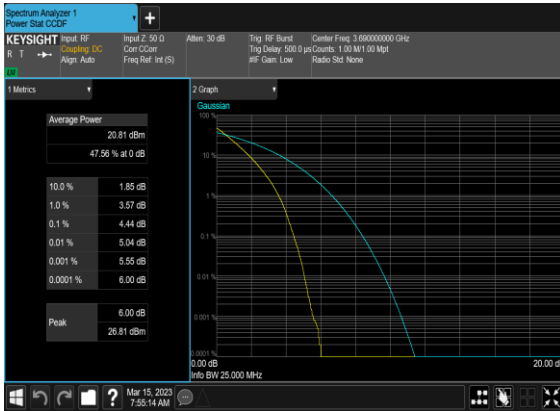 Spectrum Analyzer 1
Power Stat CCDF
KEYSIGHT
R T
Input: RF
Coupling: DC
Align: Auto
Input Z: 50 Ω
Corr CCorr
Freq Ref: Int (S)
Atten: 30 dB
Trig: RF Burst
Trig Delay: 500.0 µs
#IF Gain: Low
Center Freq: 3.690000000 GHz
Counts: 1.00 M/1.00 Mpt
Radio Std: None
1 Metrics
Average Power
20.81 dBm
47.56 % at 0 dB
10.0 % 1.85 dB
1.0 % 3.57 dB
0.1 % 4.44 dB
0.01 % 5.04 dB
0.001 % 5.55 dB
0.0001 % 6.00 dB
Peak
6.00 dB
26.81 dBm
2 Graph
Gaussian
100 %
10 %
1 %
0.1 %
0.01 %
0.001 %
0.0001 %
0.00 dB
20.00 d
Info BW 25.000 MHz
Mar 15, 2023
7:55:14 AM